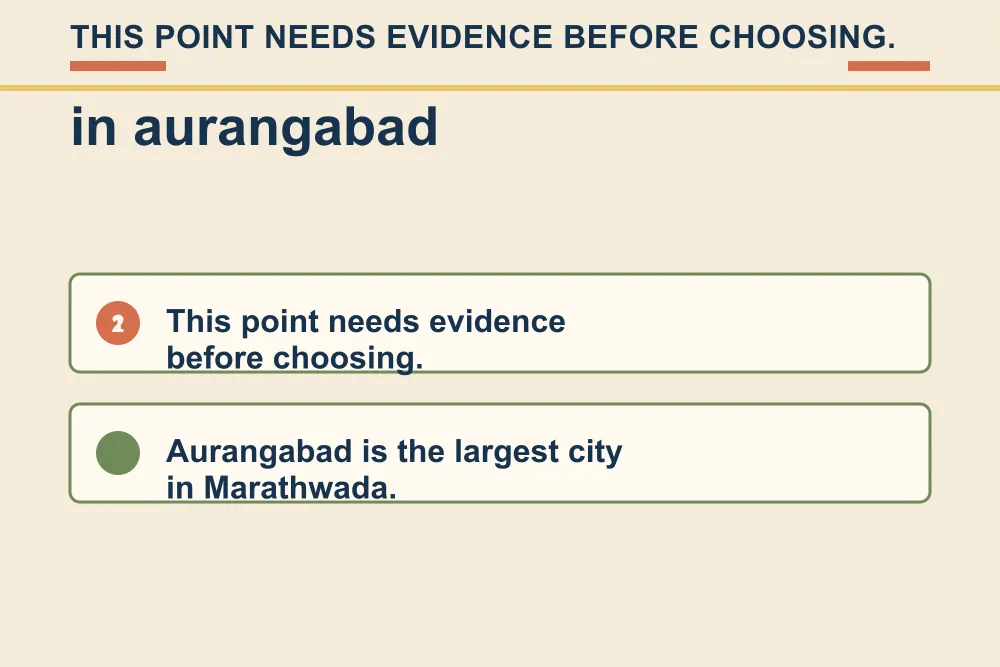 THIS POINT NEEDS EVIDENCE BEFORE CHOOSING.
in aurangabad
2
This point needs evidence
before choosing.
Aurangabad is the largest city
in Marathwada.